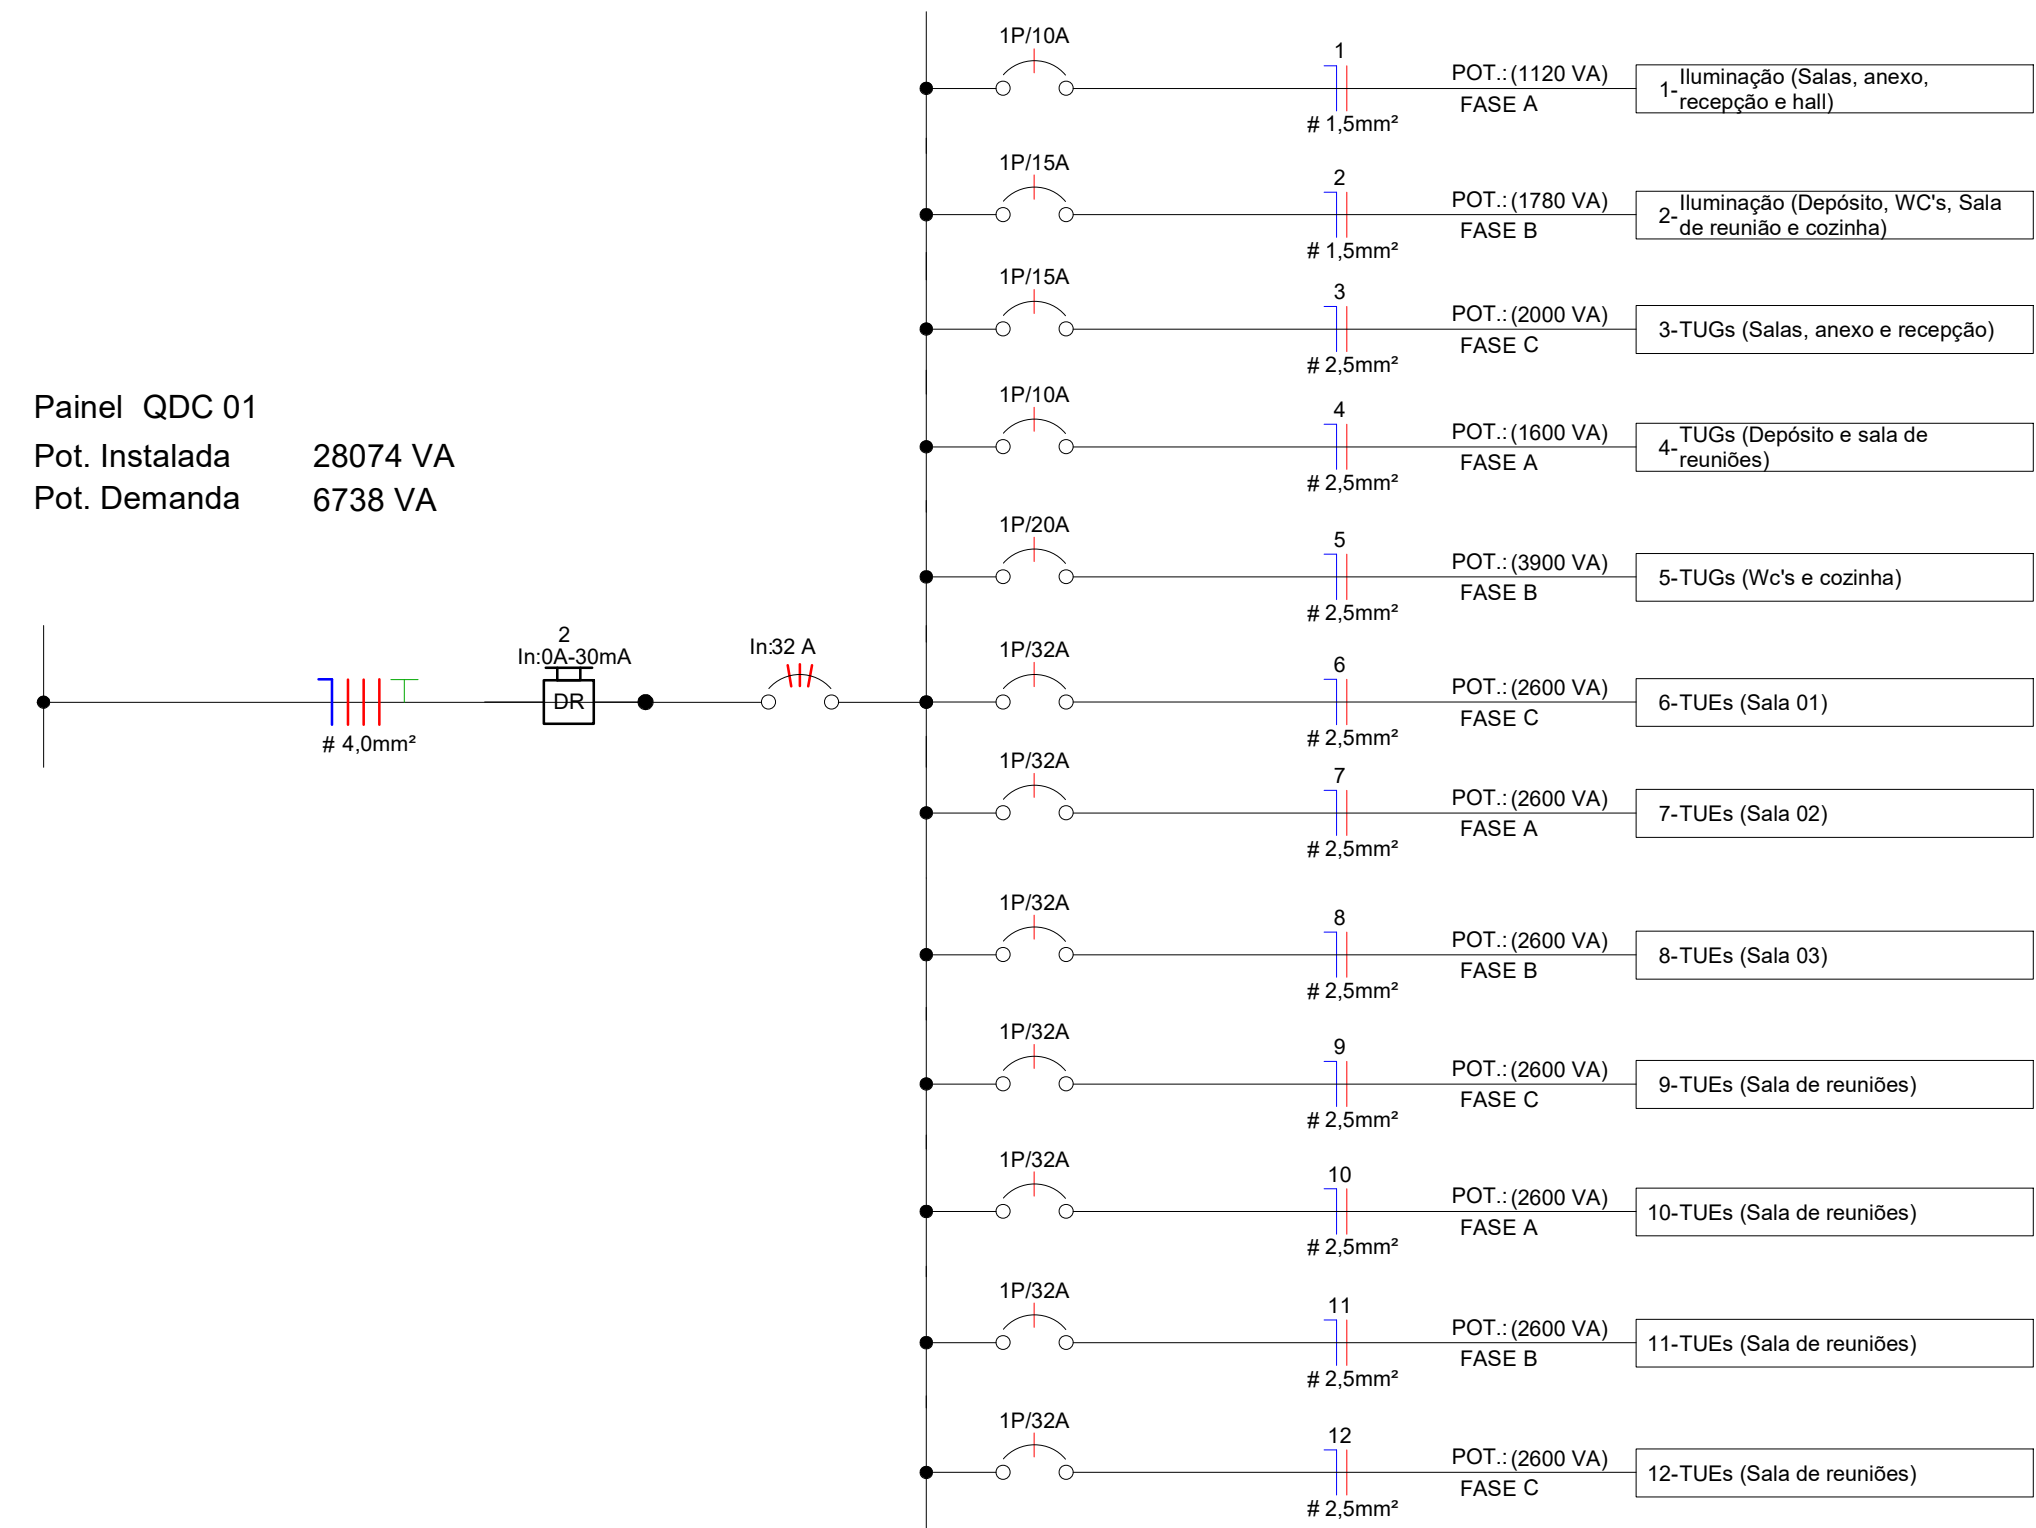 Painel QDC 01
Pot. Instalada 28074 VA
Pot. Demanda 6738 VA
# 4,0mm²
2
In:0A-30mA
DR
In:32 A
1P/10A
1
# 1,5mm²
POT.: (1120 VA)
FASE A
1- Iluminação (Salas, anexo,
recepção e hall)
1P/15A
2
# 1,5mm²
POT.: (1780 VA)
FASE B
2- Iluminação (Depósito, WC's, Sala
de reunião e cozinha)
1P/15A
3
# 2,5mm²
POT.: (2000 VA)
FASE C
3-TUGs (Salas, anexo e recepção)
1P/10A
4
# 2,5mm²
POT.: (1600 VA)
FASE A
4- TUGs (Depósito e sala de
reuniões)
1P/20A
5
# 2,5mm²
POT.: (3900 VA)
FASE B
5-TUGs (Wc's e cozinha)
1P/32A
6
# 2,5mm²
POT.: (2600 VA)
FASE C
6-TUEs (Sala 01)
1P/32A
7
# 2,5mm²
POT.: (2600 VA)
FASE A
7-TUEs (Sala 02)
1P/32A
8
# 2,5mm²
POT.: (2600 VA)
FASE B
8-TUEs (Sala 03)
1P/32A
9
# 2,5mm²
POT.: (2600 VA)
FASE C
9-TUEs (Sala de reuniões)
1P/32A
10
# 2,5mm²
POT.: (2600 VA)
FASE A
10-TUEs (Sala de reuniões)
1P/32A
11
# 2,5mm²
POT.: (2600 VA)
FASE B
11-TUEs (Sala de reuniões)
1P/32A
12
# 2,5mm²
POT.: (2600 VA)
FASE C
12-TUEs (Sala de reuniões)